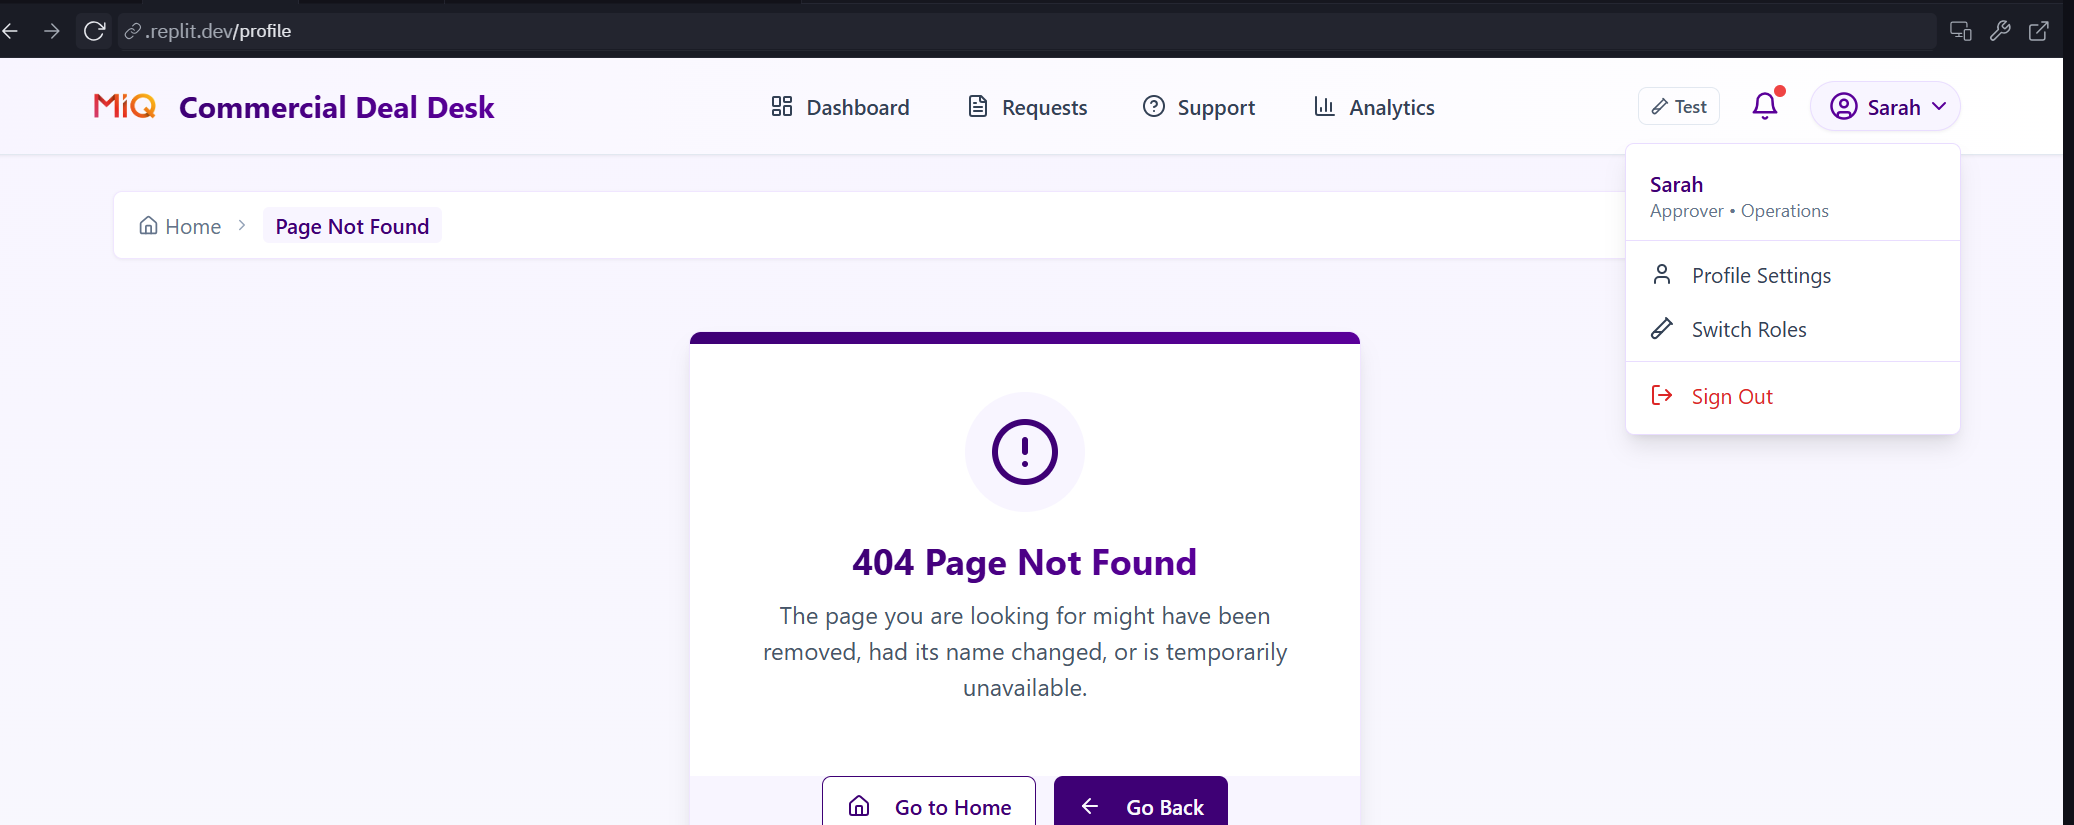 .replit.dev/profile
MiQ Commercial Deal Desk
Dashboard Requests Support Analytics
Test
Sarah
Home Page Not Found
Sarah
Approver • Operations
Profile Settings
Switch Roles
Sign Out
404 Page Not Found
The page you are looking for might have been
removed, had its name changed, or is temporarily
unavailable.
Go to Home
Go Back